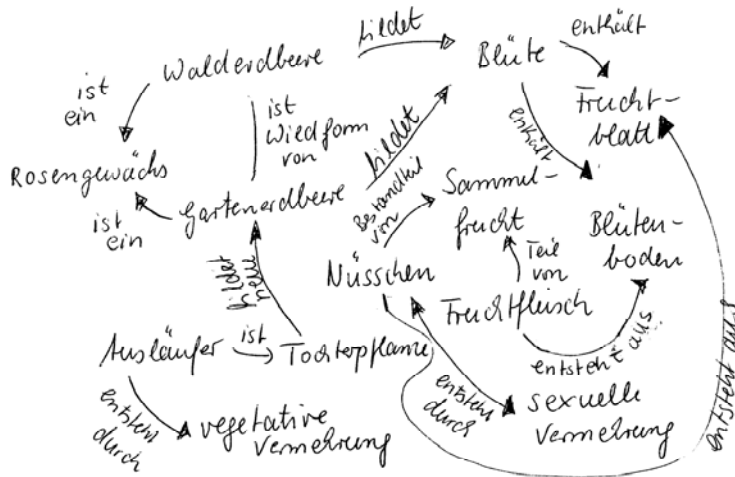 bildet
enthält
Walderdbeere
Blüte
ist
ein
ist
Wildform
von
bildet
enthält
Frucht-
blatt
Rosengewächs
Bestandteil
von
Sammel-
frucht
ist
ein
Gartenerdbeere
Blüten-
boden
bildet
neue
Nüsschen
Teil
von
Fruchtfleisch
Ausläufer
ist
Tochterpflanze
entsteht aus
entsteht
durch
vegetative
Vermehrung
entsteht
durch
sexuelle
Vermehrung
entsteht aus